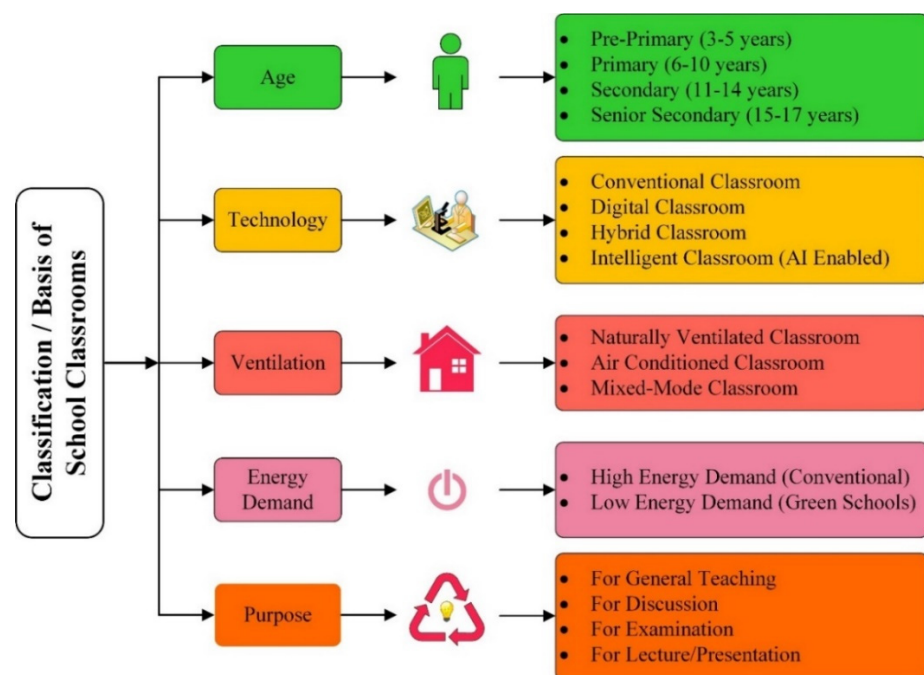 Classification / Basis of
School Classrooms
Age
• Pre-Primary (3-5 years)
• Primary (6-10 years)
• Secondary (11-14 years)
• Senior Secondary (15-17 years)
Technology
• Conventional Classroom
• Digital Classroom
• Hybrid Classroom
• Intelligent Classroom (AI Enabled)
Ventilation
• Naturally Ventilated Classroom
• Air Conditioned Classroom
• Mixed-Mode Classroom
Energy
Demand
• High Energy Demand (Conventional)
• Low Energy Demand (Green Schools)
Purpose
• For General Teaching
• For Discussion
• For Examination
• For Lecture/Presentation